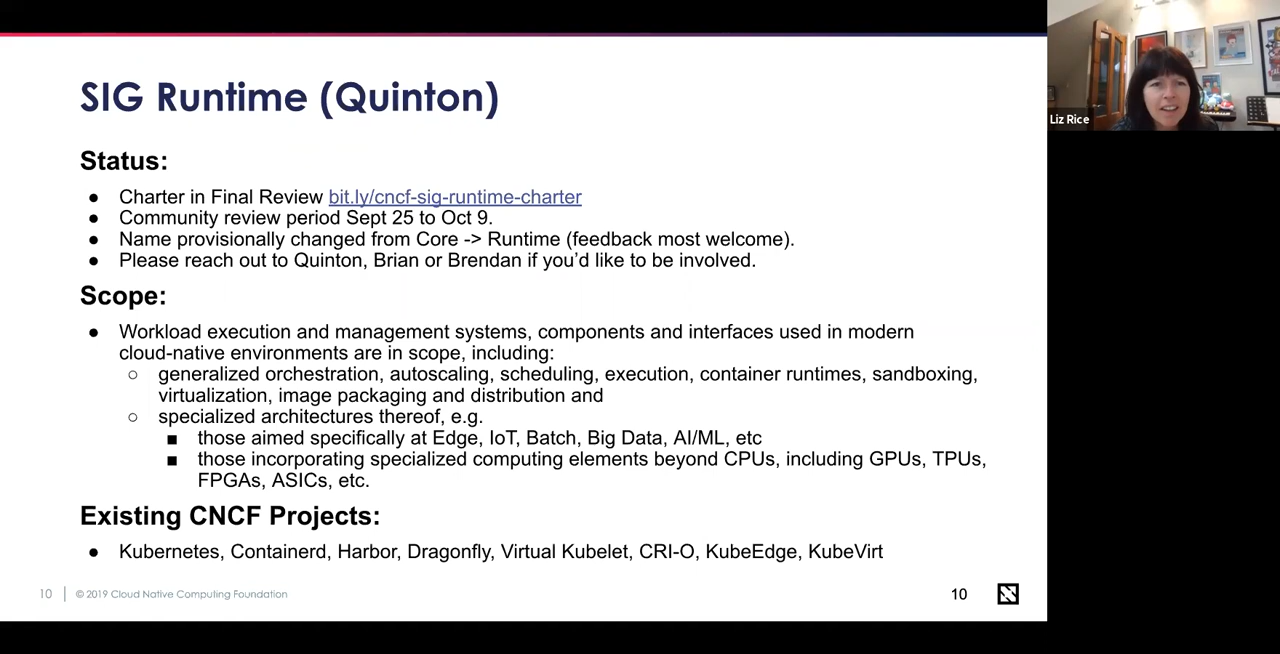 SIG Runtime (Quinton)
Liz Rice
Status:
● Charter in Final Review bit.ly/cncf-sig-runtime-charter
● Community review period Sept 25 to Oct 9.
● Name provisionally changed from Core -> Runtime (feedback most welcome).
● Please reach out to Quinton, Brian or Brendan if you’d like to be involved.
Scope:
● Workload execution and management systems, components and interfaces used in modern
cloud-native environments are in scope, including:
○ generalized orchestration, autoscaling, scheduling, execution, container runtimes, sandboxing,
virtualization, image packaging and distribution and
○ specialized architectures thereof, e.g.
■ those aimed specifically at Edge, IoT, Batch, Big Data, AI/ML, etc
■ those incorporating specialized computing elements beyond CPUs, including GPUs, TPUs,
FPGAs, ASICs, etc.
Existing CNCF Projects:
● Kubernetes, Containerd, Harbor, Dragonfly, Virtual Kubelet, CRI-O, KubeEdge, KubeVirt
10 | © 2019 Cloud Native Computing Foundation
10